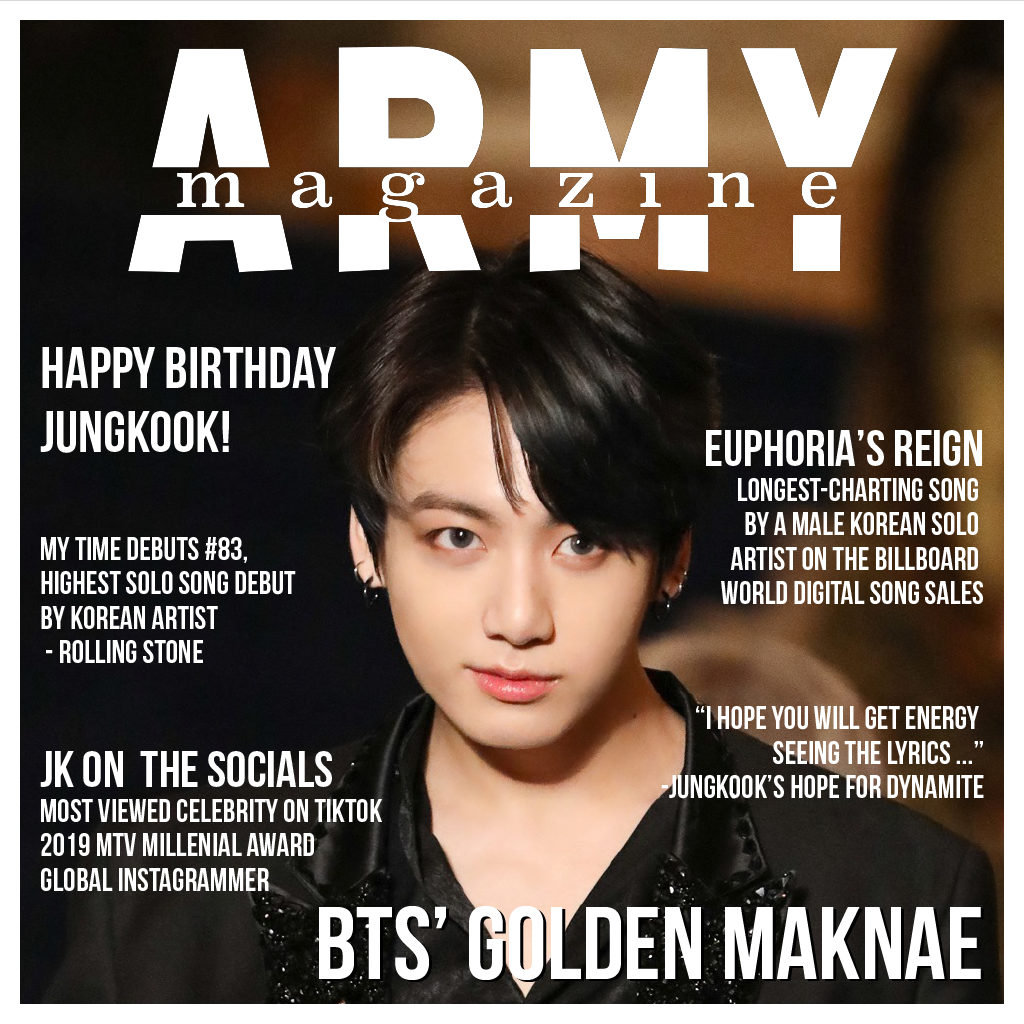 ARMY
magazine
HAPPY BIRTHDAY
JUNGKOOK!
MY TIME DEBUTS #83,
HIGHEST SOLO SONG DEBUT
BY KOREAN ARTIST
- ROLLING STONE
JK ON THE SOCIALS
MOST VIEWED CELEBRITY ON TIKTOK
2019 MTV MILLENIAL AWARD
GLOBAL INSTAGRAMMER
EUPHORIA’S REIGN
LONGEST-CHARTING SONG
BY A MALE KOREAN SOLO
ARTIST ON THE BILLBOARD
WORLD DIGITAL SONG SALES
“I HOPE YOU WILL GET ENERGY
SEEING THE LYRICS ...”
-JUNGKOOK’S HOPE FOR DYNAMITE
BTS’ GOLDEN MAKNAE